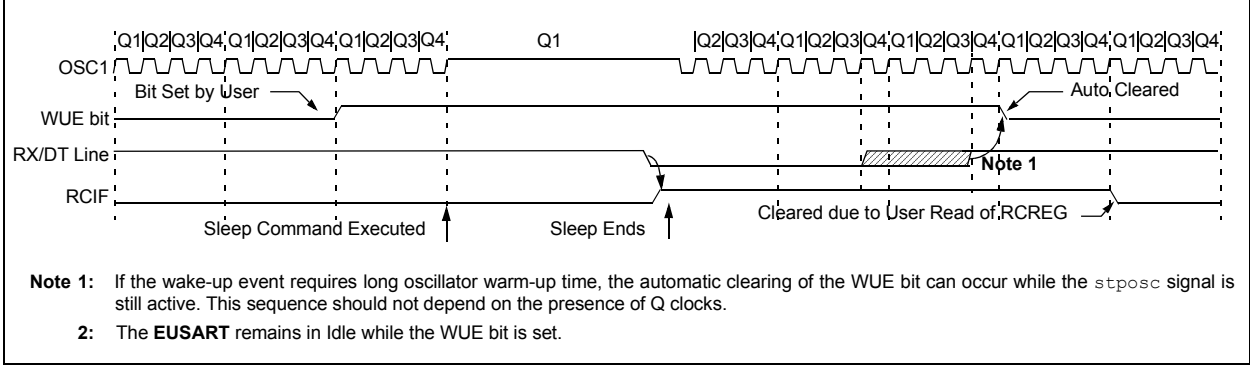 Q1 Q2 Q3 Q4 Q1 Q2 Q3 Q4 Q1 Q2 Q3 Q4 Q1 Q2 Q3 Q4 Q1 Q2 Q3 Q4 Q1 Q2 Q3 Q4 Q1 Q2 Q3 Q4 Q1 Q2 Q3 Q4
OSC1
Bit Set by User Auto Cleared
WUE bit
RX/DT Line
Note 1
RCIF
Cleared due to User Read of RCREG
Sleep Command Executed Sleep Ends
Note 1: If the wake-up event requires long oscillator warm-up time, the automatic clearing of the WUE bit can occur while the stposc signal is
still active. This sequence should not depend on the presence of Q clocks.
2: The EUSART remains in Idle while the WUE bit is set.